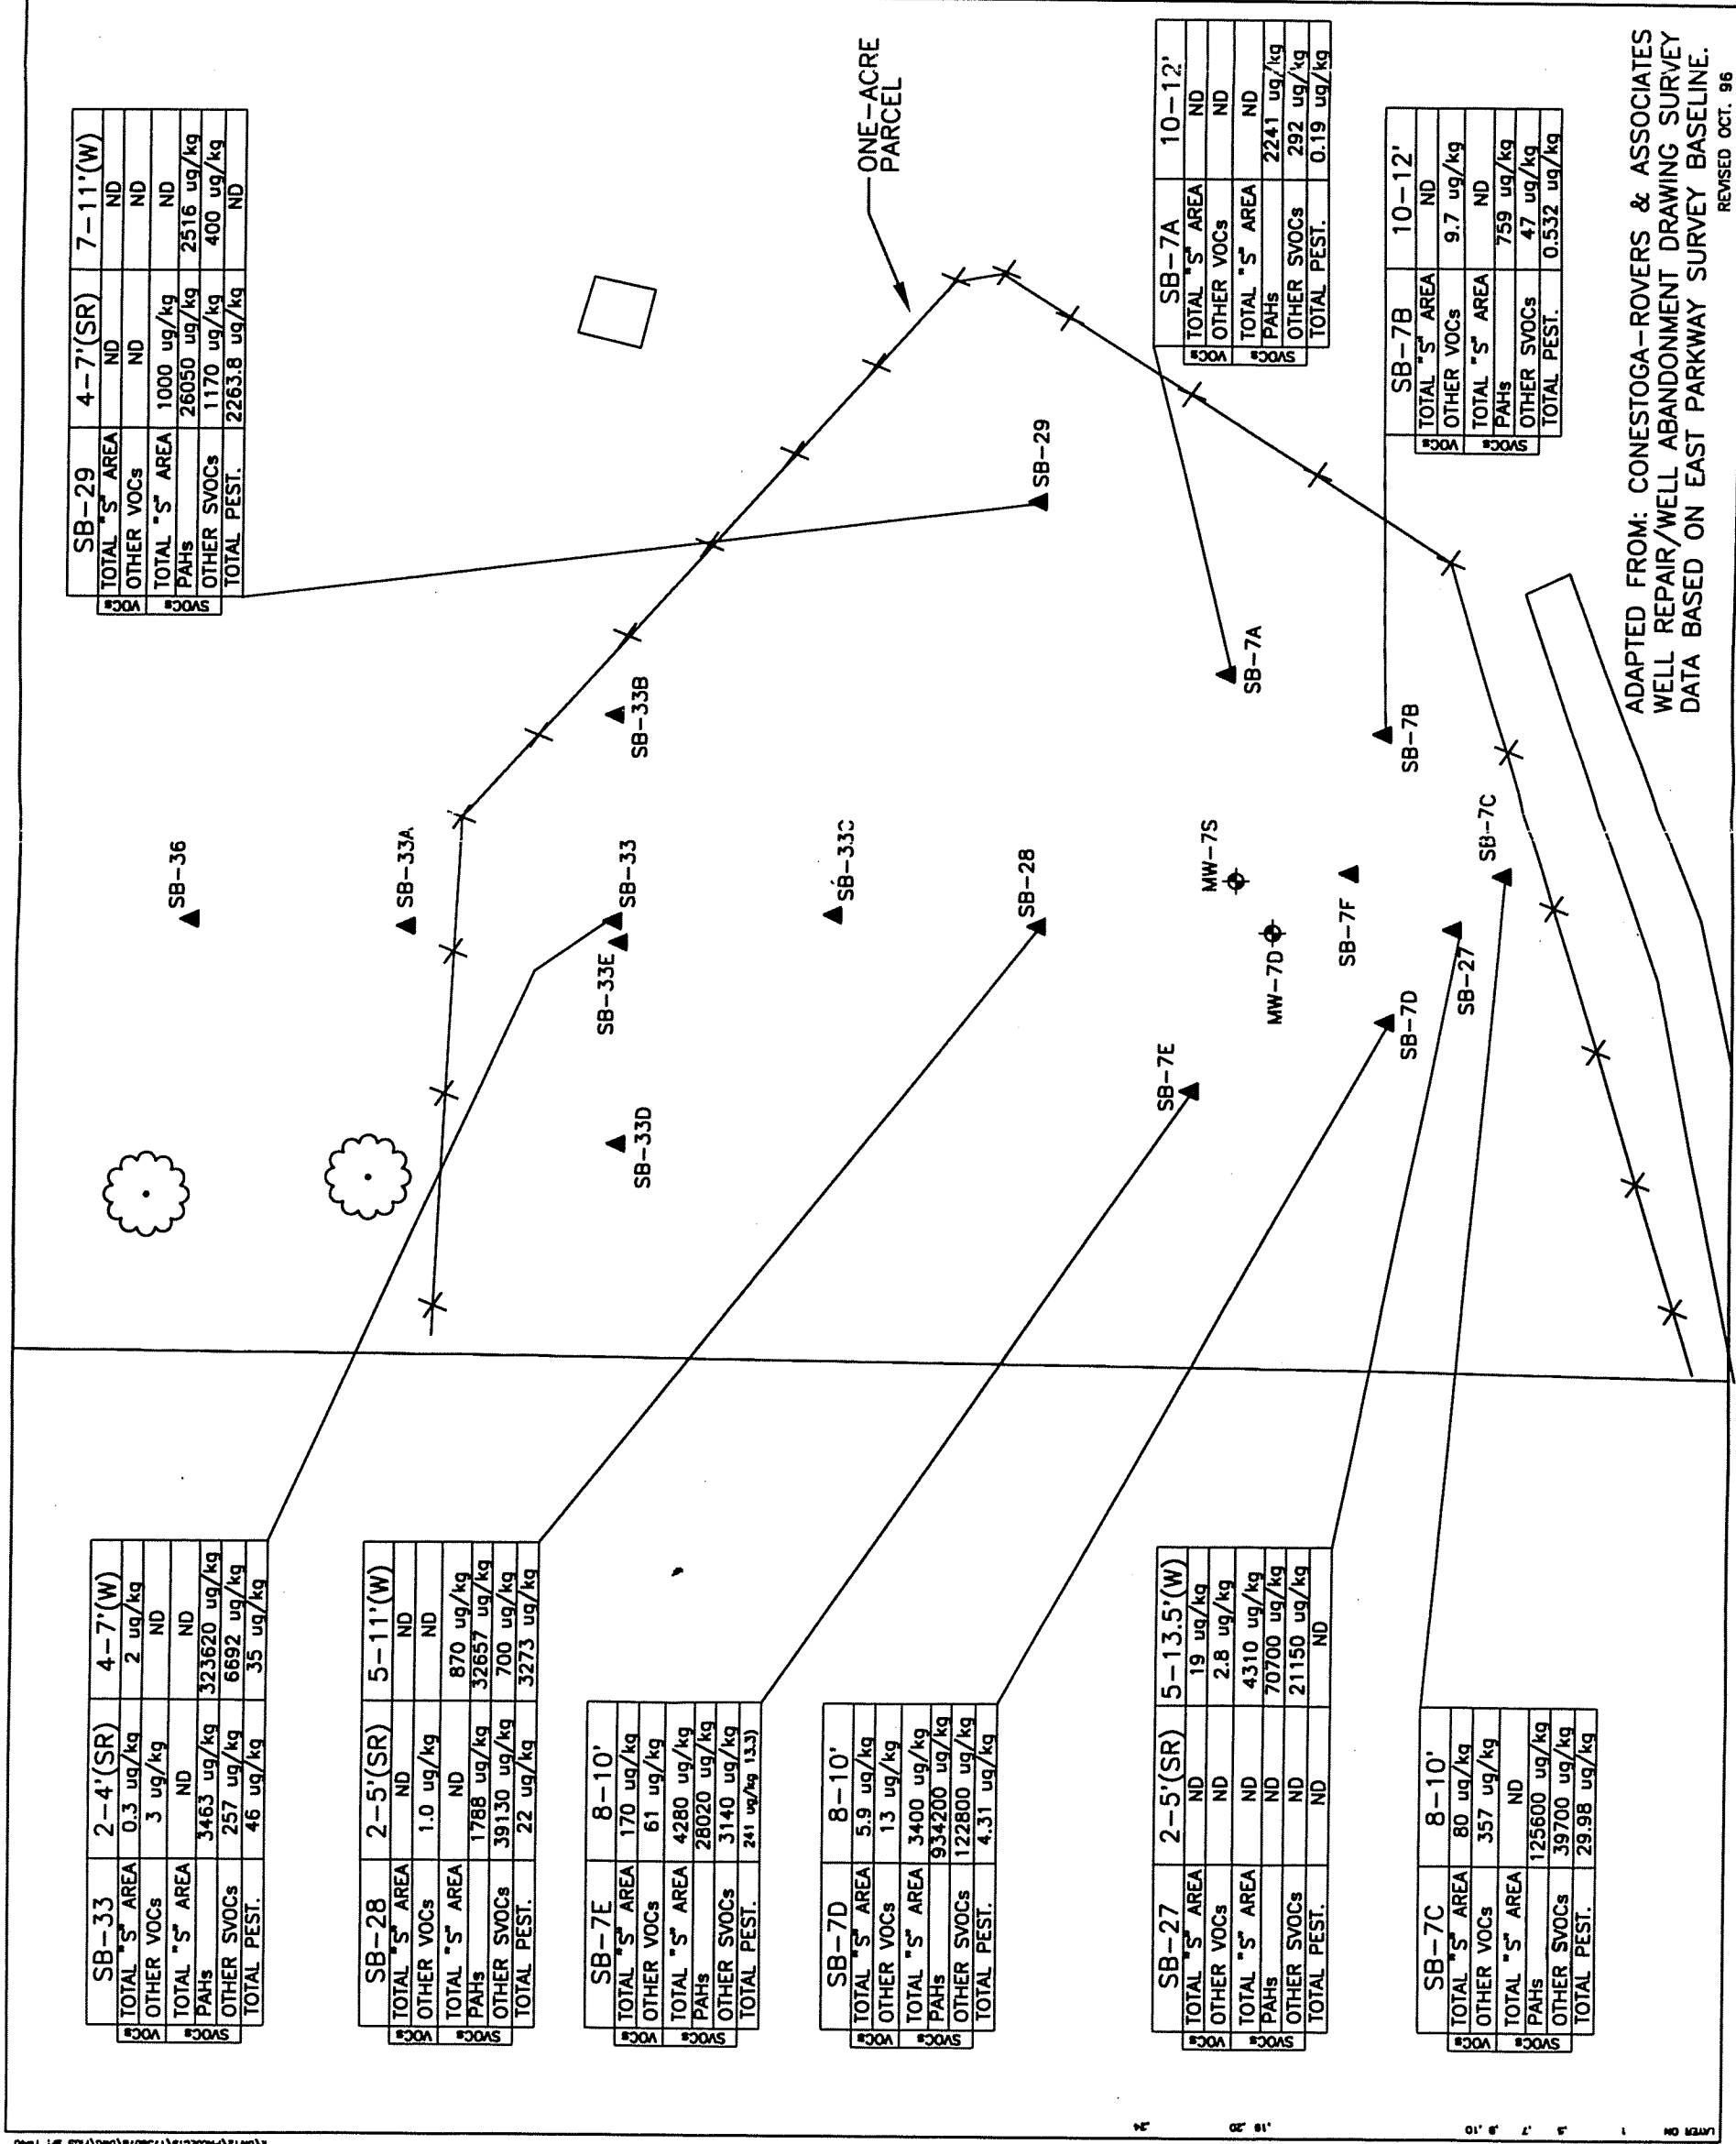 SB-33 2-4'(SR) 4-7'(W)
VOCs
TOTAL "S" AREA 0.3 ug/kg 2 ug/kg
OTHER VOCs 3 ug/kg ND
SVOCs
TOTAL "S" AREA ND ND
PAHs 3463 ug/kg 323620 ug/kg
OTHER SVOCs 257 ug/kg 6692 ug/kg
TOTAL PEST. 46 ug/kg 35 ug/kg
SB-28 2-5'(SR) 5-11'(W)
VOCs
TOTAL "S" AREA ND ND
OTHER VOCs 1.0 ug/kg ND
SVOCs
TOTAL "S" AREA ND 870 ug/kg
PAHs 1788 ug/kg 32657 ug/kg
OTHER SVOCs 39130 ug/kg 700 ug/kg
TOTAL PEST. 22 ug/kg 3273 ug/kg
SB-7E 8-10'
VOCs
TOTAL "S" AREA 170 ug/kg
OTHER VOCs 61 ug/kg
SVOCs
TOTAL "S" AREA 4280 ug/kg
PAHs 28020 ug/kg
OTHER SVOCs 3140 ug/kg
TOTAL PEST. 241 ug/kg 13.3)
SB-7D 8-10'
VOCs
TOTAL "S" AREA 5.9 ug/kg
OTHER VOCs 13 ug/kg
SVOCs
TOTAL "S" AREA 3400 ug/kg
PAHs 934200 ug/kg
OTHER SVOCs 122800 ug/kg
TOTAL PEST. 4.31 ug/kg
SB-27 2-5'(SR) 5-13.5'(W)
VOCs
TOTAL "S" AREA ND 19 ug/kg
OTHER VOCs ND 2.8 ug/kg
SVOCs
TOTAL "S" AREA ND 4310 ug/kg
PAHs ND 70700 ug/kg
OTHER SVOCs ND 21150 ug/kg
TOTAL PEST. ND ND
SB-7C 8-10'
VOCs
TOTAL "S" AREA 80 ug/kg
OTHER VOCs 357 ug/kg
SVOCs
TOTAL "S" AREA ND
PAHs 125600 ug/kg
OTHER SVOCs 39700 ug/kg
TOTAL PEST. 29.98 ug/kg
SB-36
SB-33A
SB-33
SB-33E
SB-33D
SB-33B
SB-33C
SB-28
SB-29
MW-7S
MW-7D
SB-7E
SB-7F
SB-7D
SB-27
SB-7C
SB-7A
SB-7B
SB-29 4-7'(SR) 7-11'(W)
VOCs
TOTAL "S" AREA ND ND
OTHER VOCs ND ND
SVOCs
TOTAL "S" AREA 1000 ug/kg ND
PAHs 26050 ug/kg 2516 ug/kg
OTHER SVOCs 1170 ug/kg 400 ug/kg
TOTAL PEST. 2263.8 ug/kg ND
ONE-ACRE
PARCEL
SB-7A 10-12'
VOCs
TOTAL "S" AREA ND
OTHER VOCs ND
SVOCs
TOTAL "S" AREA ND
PAHs 2241 ug/kg
OTHER SVOCs 292 ug/kg
TOTAL PEST. 0.19 ug/kg
SB-7B 10-12'
VOCs
TOTAL "S" AREA ND
OTHER VOCs 9.7 ug/kg
SVOCs
TOTAL "S" AREA ND
PAHs 759 ug/kg
OTHER SVOCs 47 ug/kg
TOTAL PEST. 0.532 ug/kg
ADAPTED FROM: CONESTOGA-ROVERS & ASSOCIATES
WELL REPAIR/WELL ABANDONMENT DRAWING SURVEY
DATA BASED ON EAST PARKWAY SURVEY BASELINE.
REVISED OCT. 96
LAYER ON